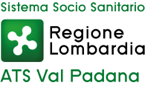 Sistema Socio Sanitario
Regione
Lombardia
ATS Val Padana